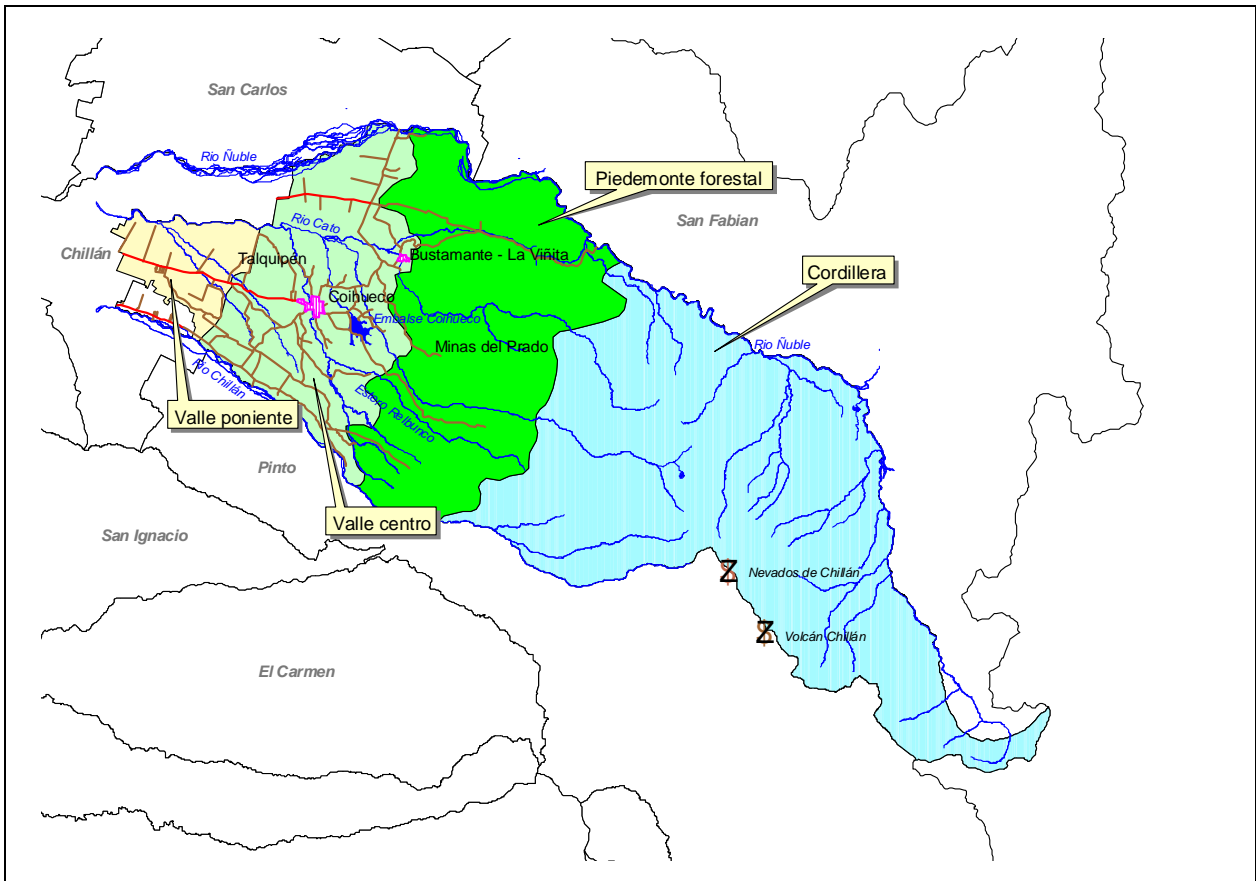 San Carlos
Rio Ñuble
Piedemonte forestal
San Fabian
Rio Cato
Chillán
Talquipén
Bustamante - La Viñita
Cordillera
Coihueco
Embalse Coihueco
Minas del Prado
Rio Ñuble
Rio Chillán
Estero Relbunco
Valle poniente
Pinto
Valle centro
San Ignacio
Nevados de Chillán
Volcán Chillán
El Carmen